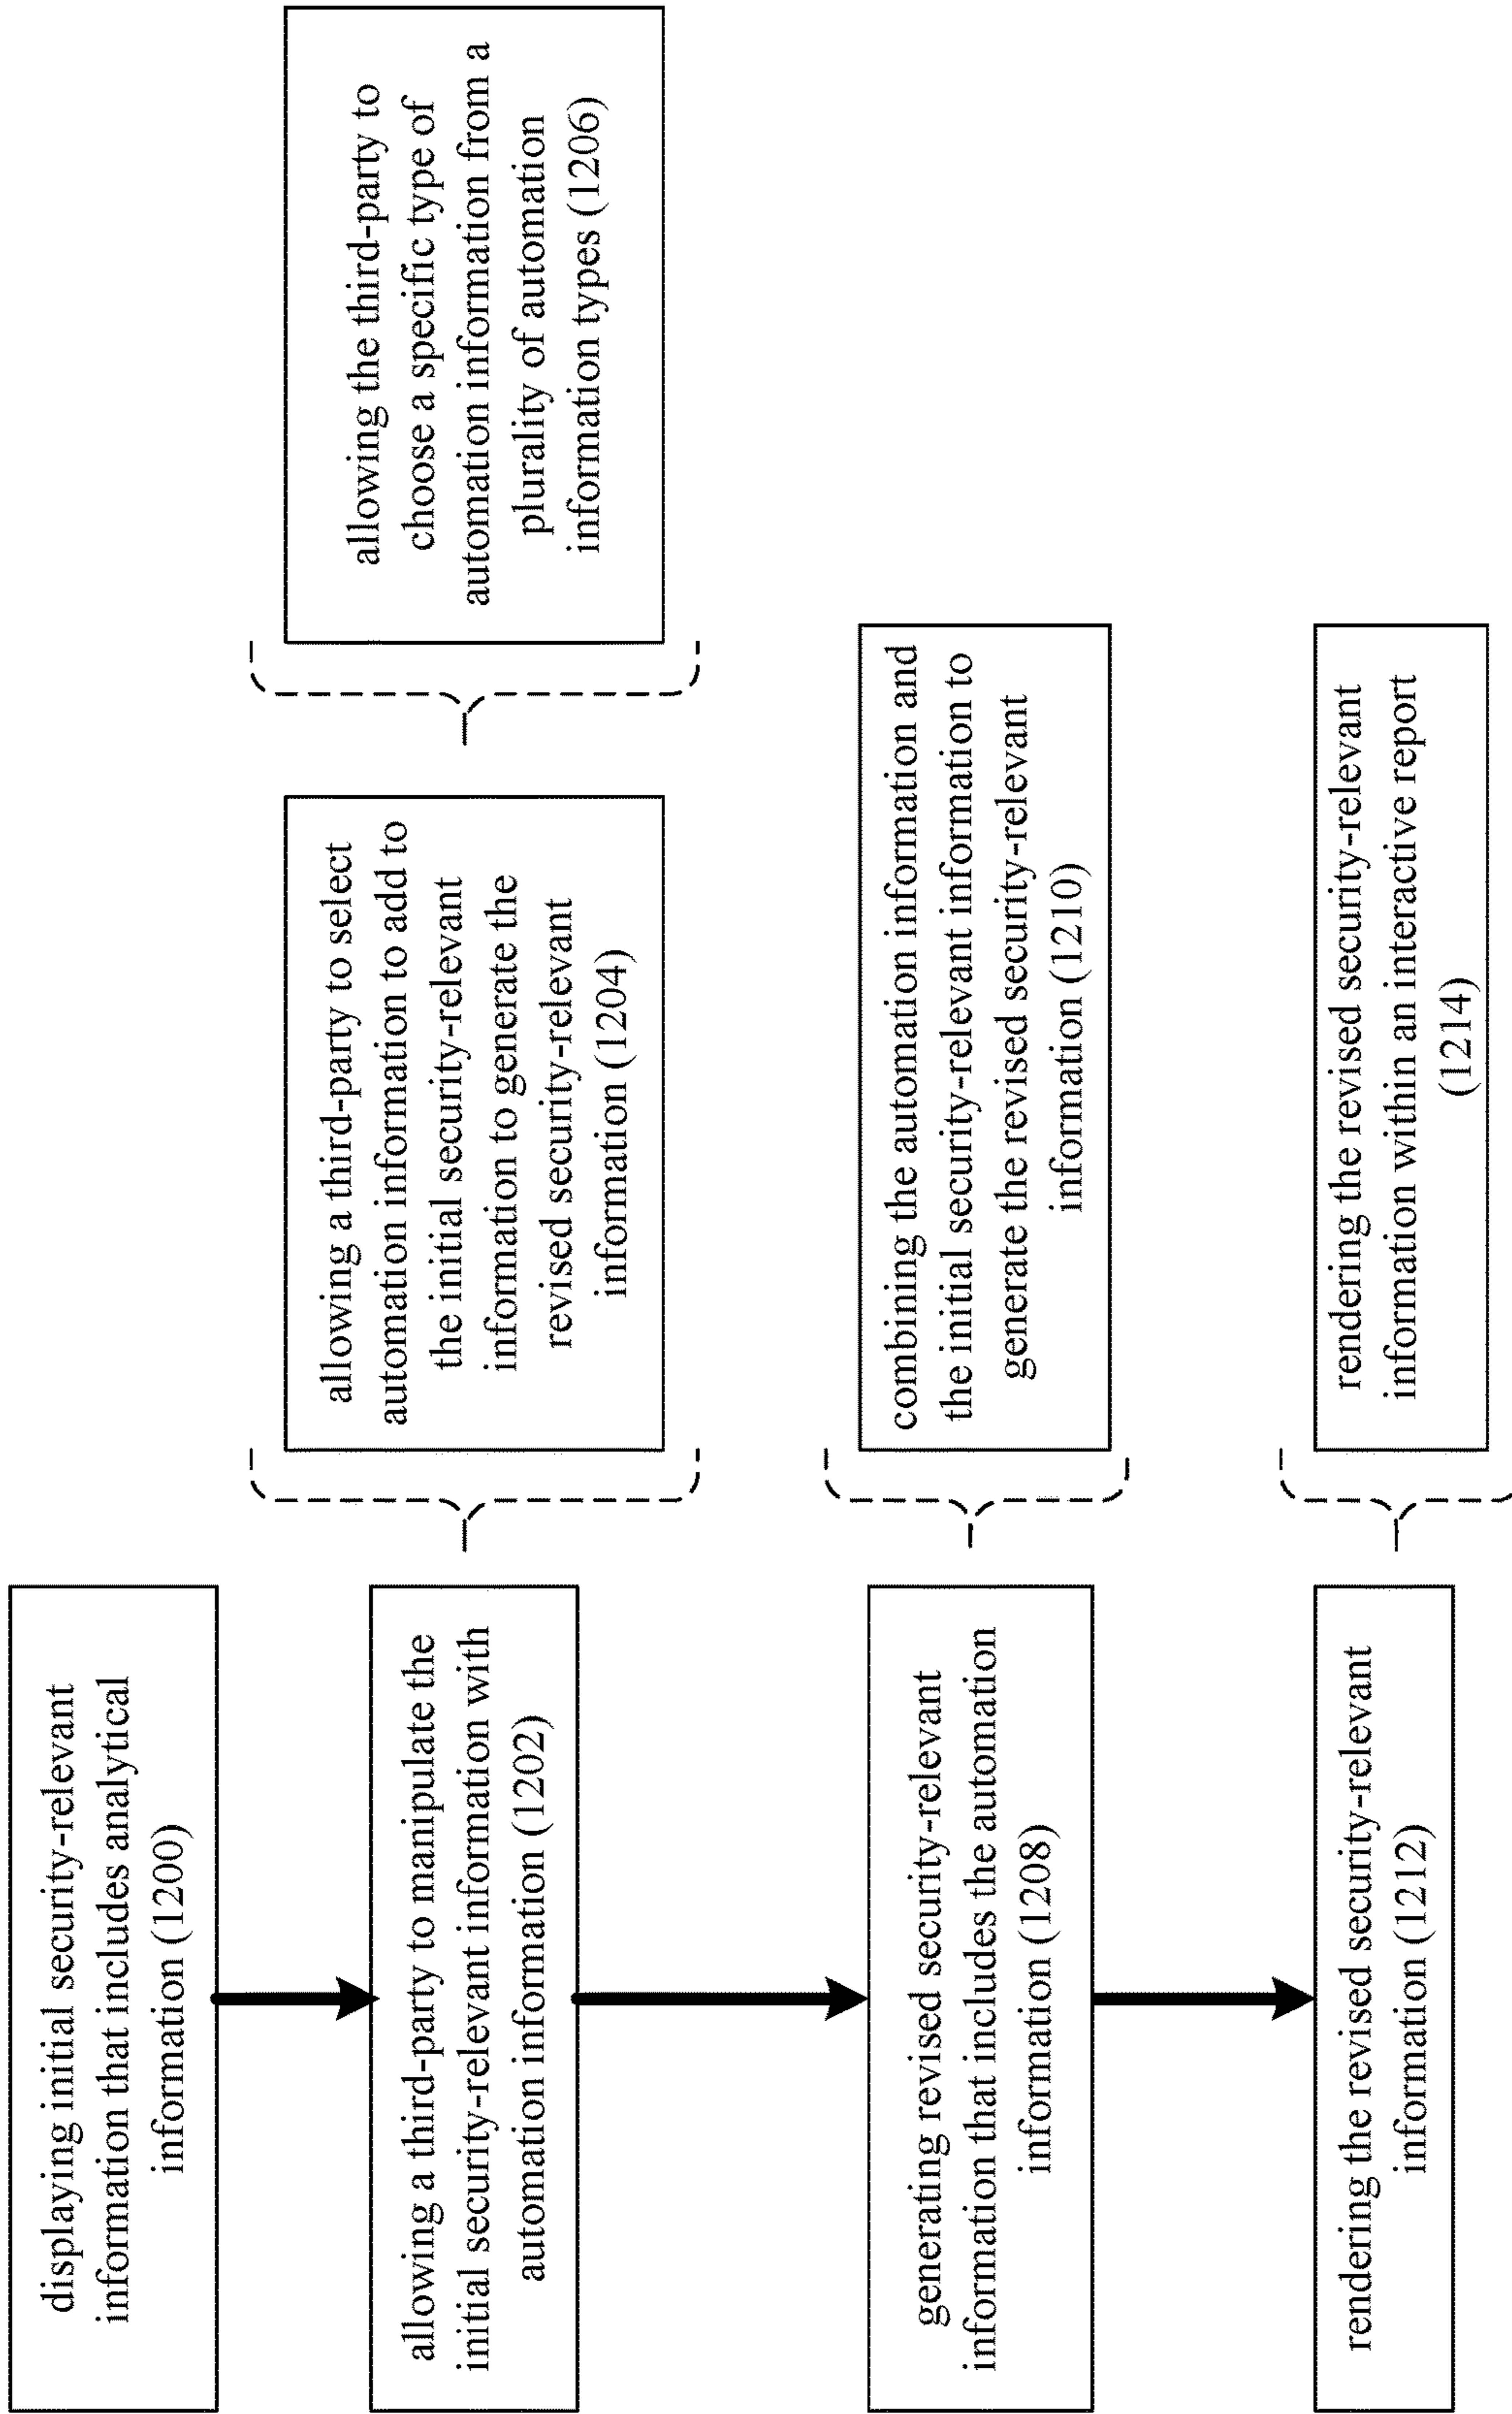 displaying initial security-relevant
information that includes analytical
information (1200)
allowing a third-party to manipulate the
initial security-relevant information with
automation information (1202)
allowing a third-party to select
automation information to add to
the initial security-relevant
information to generate the
revised security-relevant
information (1204)
allowing the third-party to
choose a specific type of
automation information from a
plurality of automation
information types (1206)
generating revised security-relevant
information that includes the automation
information (1208)
combining the automation information and
the initial security-relevant information to
generate the revised security-relevant
information (1210)
rendering the revised security-relevant
information (1212)
rendering the revised security-relevant
information within an interactive report
(1214)